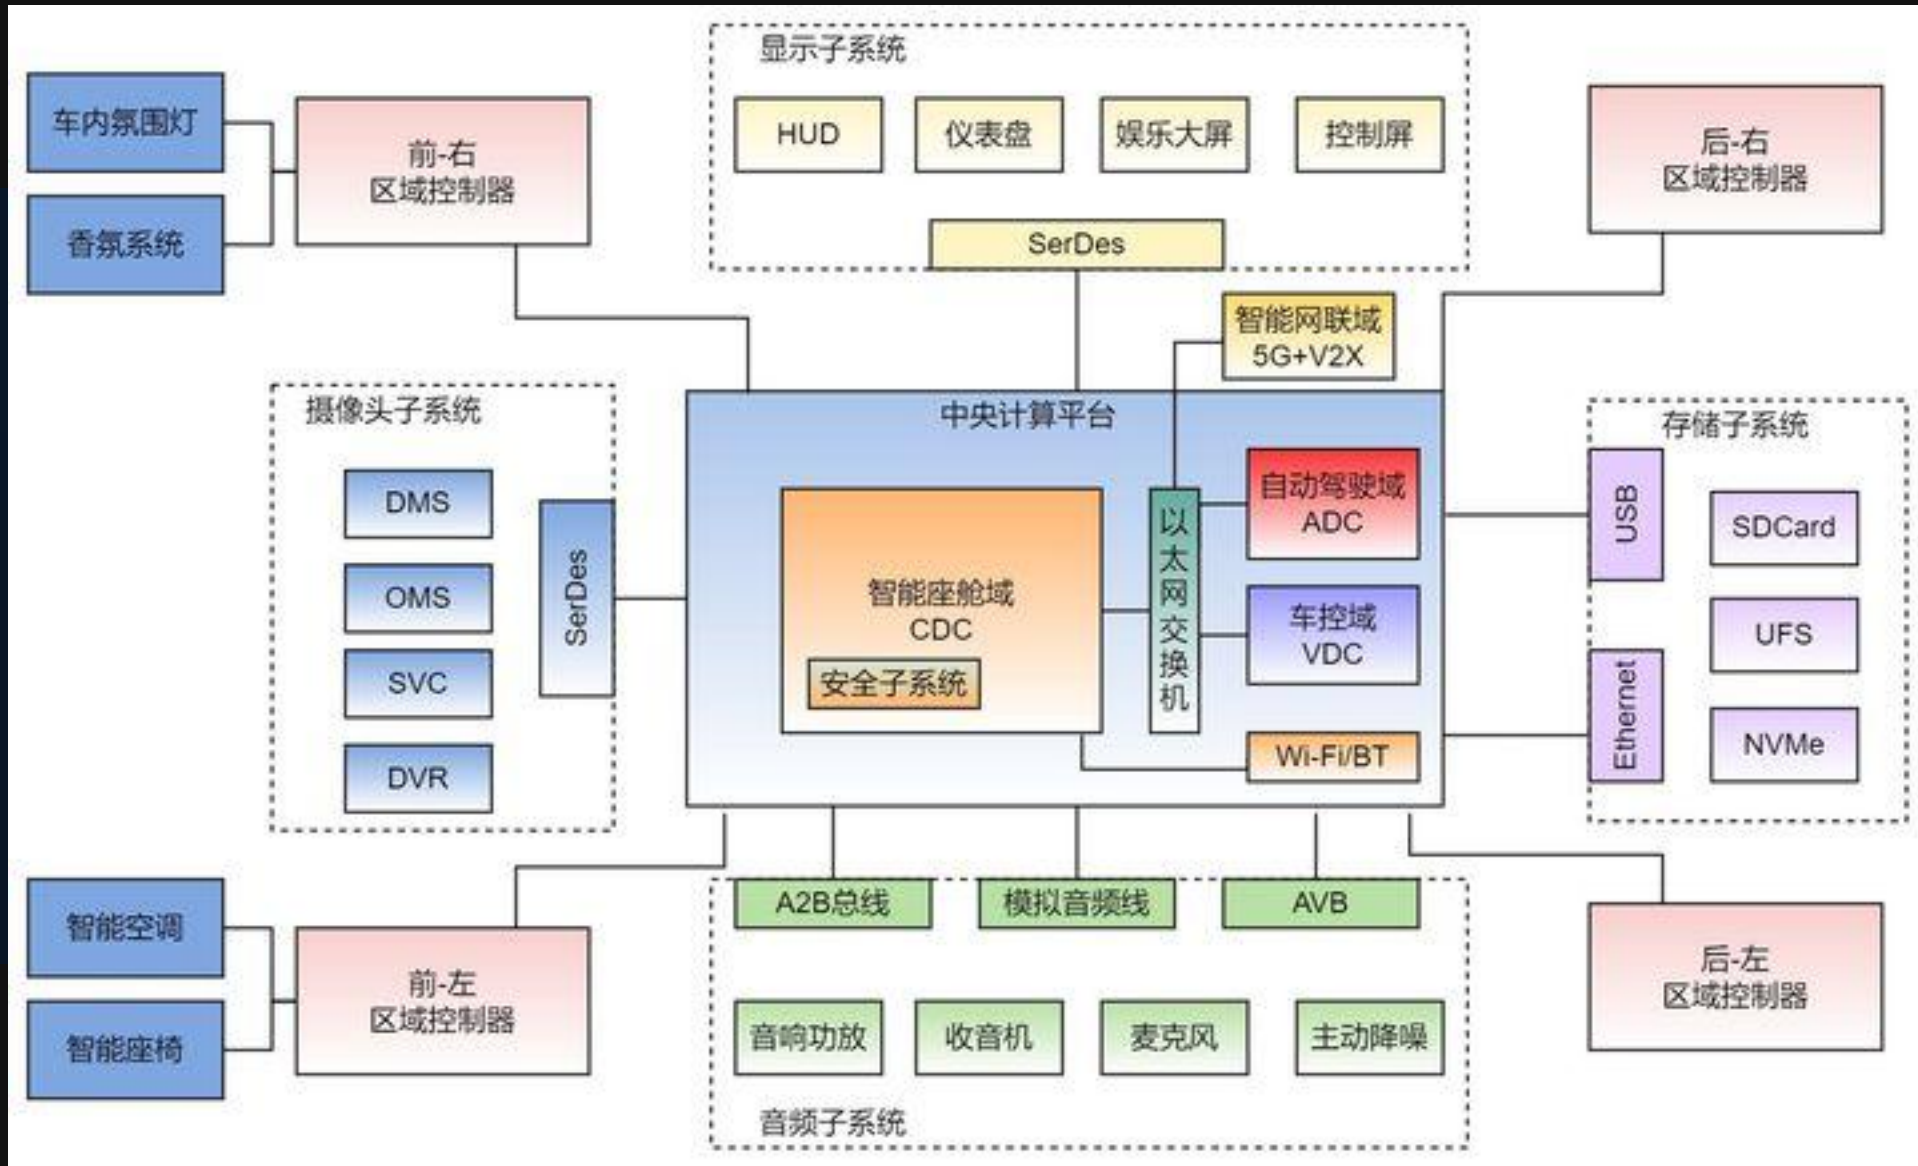 显示子系统
车内氛围灯
香氛系统
前-右
区域控制器
HUD
仪表盘
娱乐大屏
控制屏
SerDes
后-右
区域控制器
智能网联域
5G+V2X
摄像头子系统
DMS
OMS
SVC
DVR
SerDes
中央计算平台
智能座舱域
CDC
安全子系统
以太网交换机
自动驾驶域
ADC
车控域
VDC
Wi-Fi/BT
存储子系统
USB
Ethernet
SDCard
UFS
NVMe
智能空调
智能座椅
前-左
区域控制器
A2B总线
模拟音频线
AVB
音响功放
收音机
麦克风
主动降噪
音频子系统
后-左
区域控制器